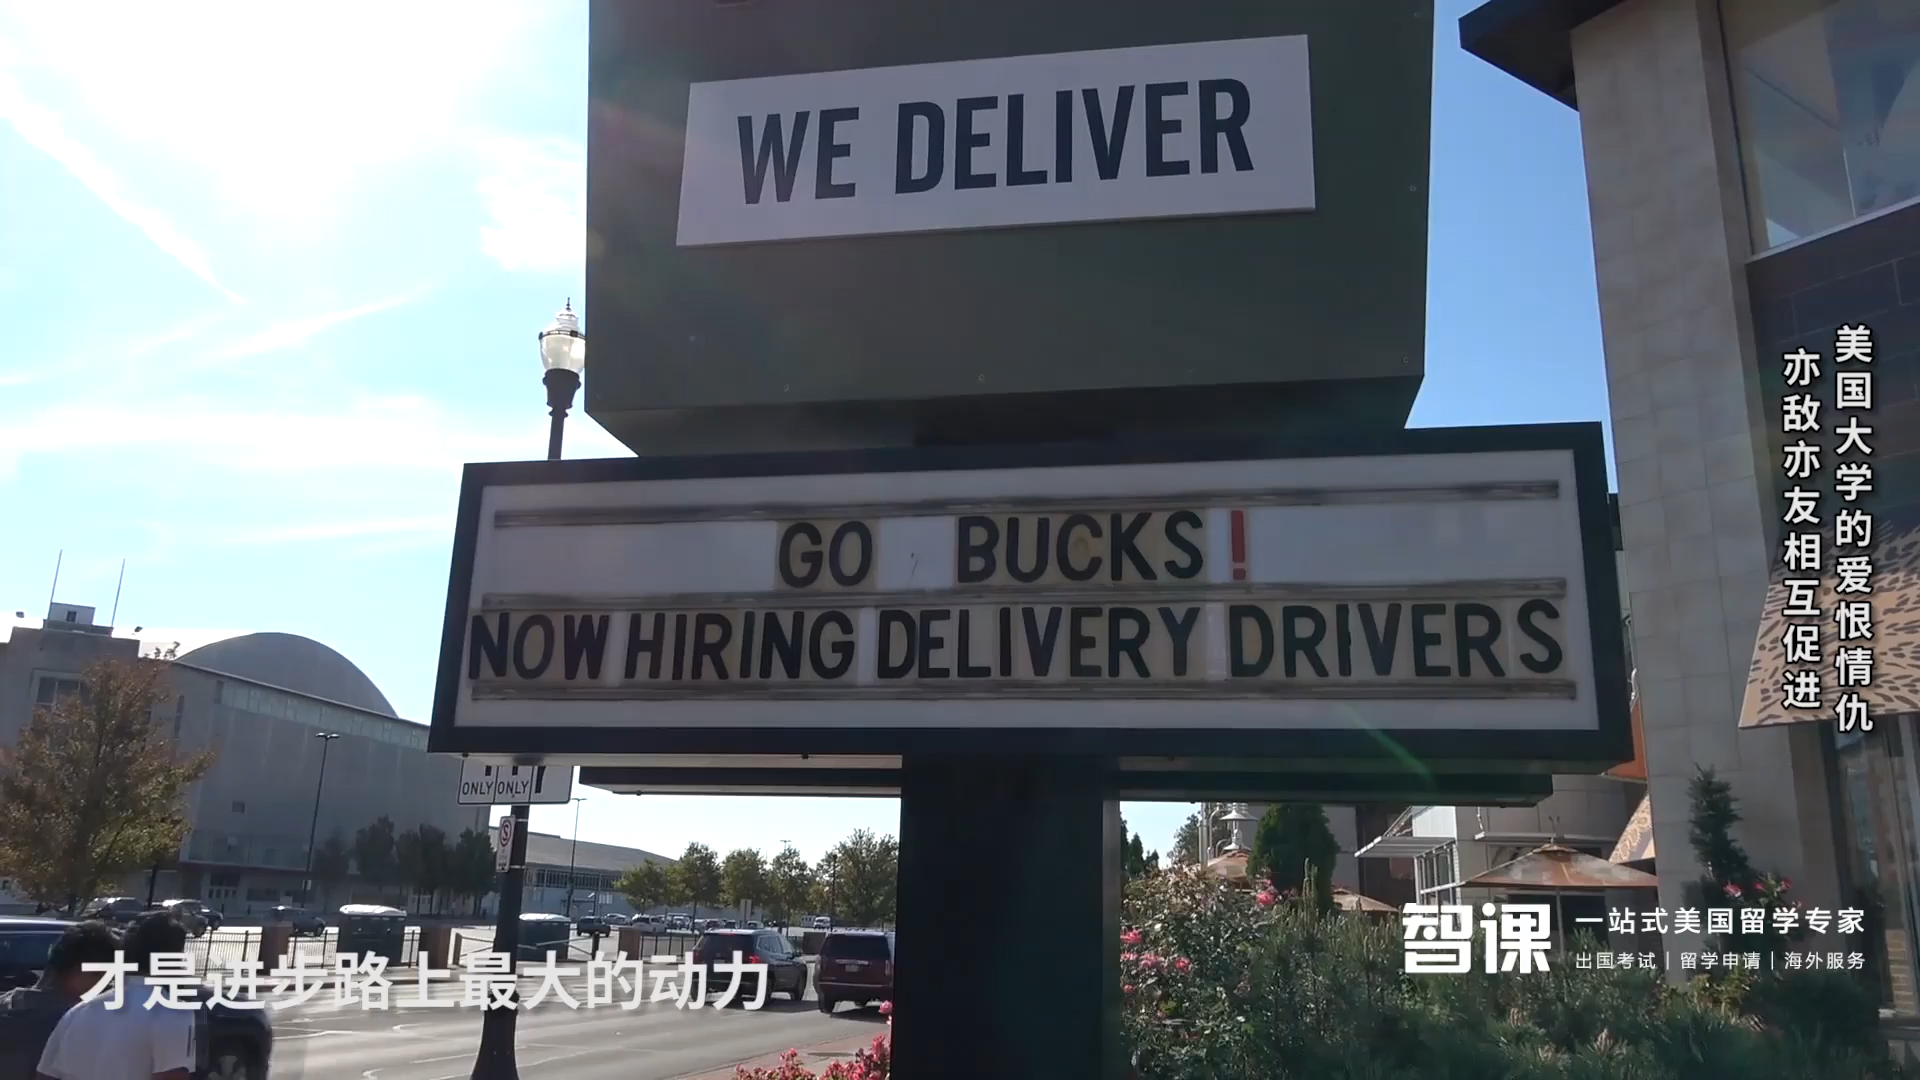 WE DELIVER
GO BUCKS!
NOW HIRING DELIVERY DRIVERS
ONLY ONLY
美国大学的爱恨情仇
亦敌亦友相互促进
智课
一站式美国留学专家
出国考试｜留学申请｜海外服务
才是进步路上最大的动力